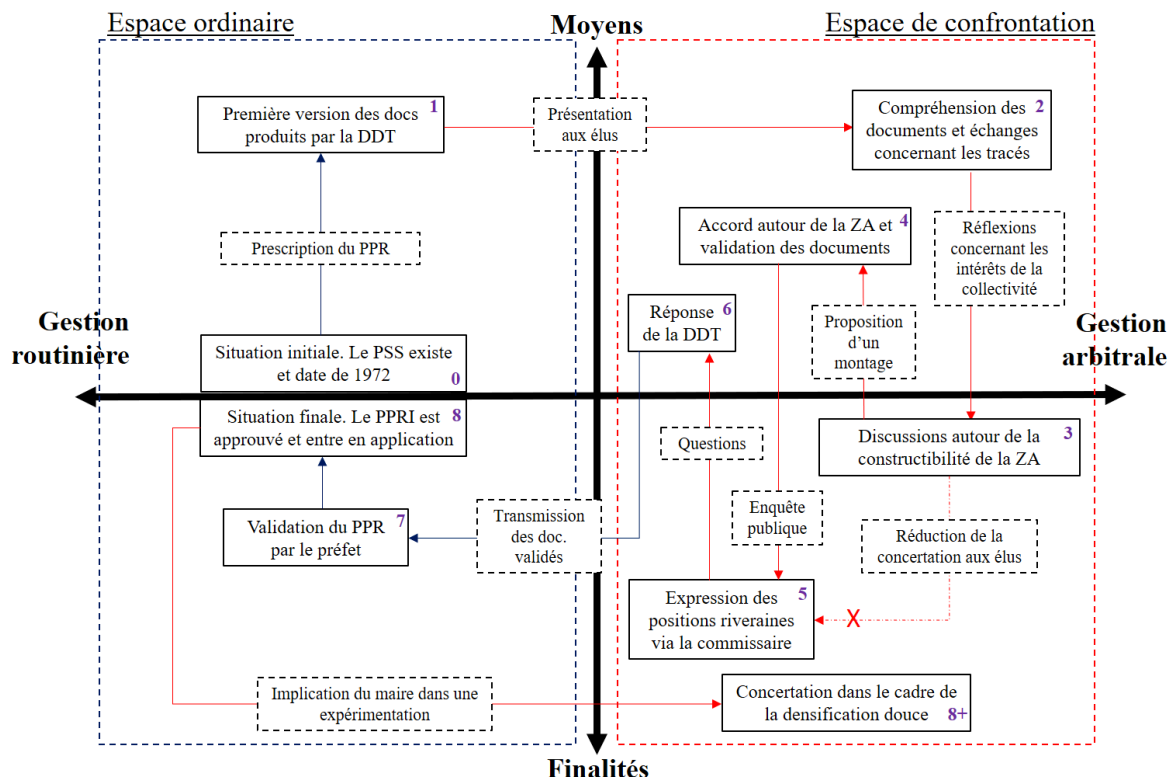 Espace ordinaire
Moyens
Espace de confrontation
Première version des docs
produits par la DDT
1
Présentation
aux élus
Compréhension des
documents et échanges
concernant les tracés
2
Prescription du PPR
Accord autour de la ZA et
validation des documents
4
Réflexions
concernant les
intérêts de la
collectivité
Gestion
routinière
Situation initiale. Le PSS existe
et date de 1972
0
Réponse
de la DDT
6
Proposition
d’un
montage
Gestion
arbitrale
Situation finale. Le PPRI est
approuvé et entre en application
8
Questions
Discussions autour de la
constructibilité de la ZA
3
Validation du PPR
par le préfet
7
Transmission
des doc.
validés
Enquête
publique
Réduction de la
concertation aux élus
Expression des
positions riveraines
via la commissaire
5
X
Implication du maire dans une
expérimentation
Concertation dans le cadre de
la densification douce
8+
Finalités